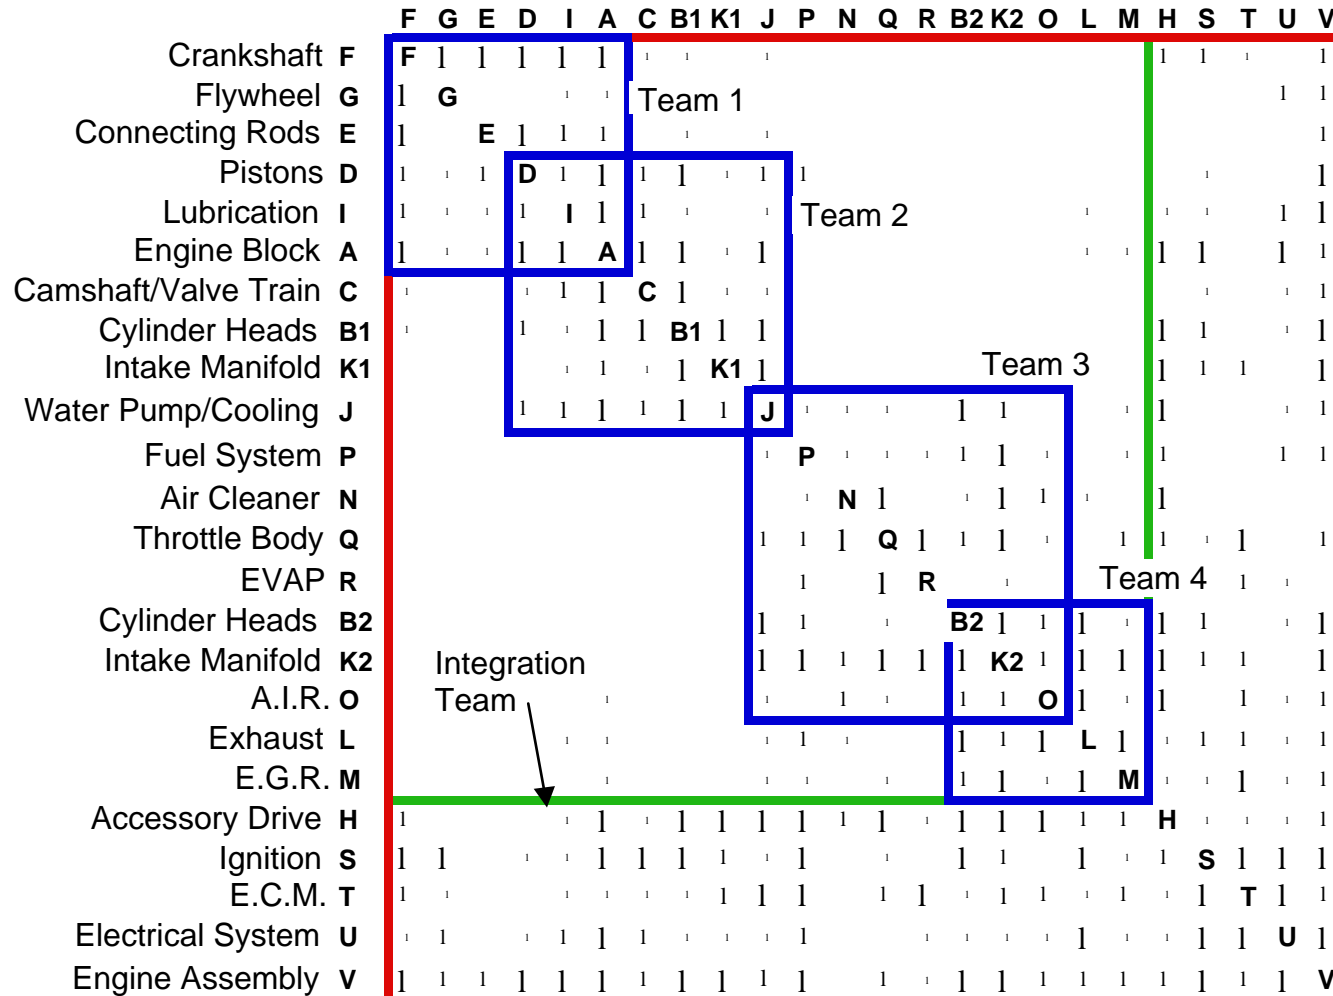 F G E D I A C B1 K1 J P N Q R B2 K2 O L M H S T U V
Crankshaft F F l l l l l l l l l l l l
Flywheel G l G l l l l
Team 1
Connecting Rods E l E l l l l l l
Pistons D l l l D l l l l l l l l l
Lubrication I l l l l I l l l l l l l l l
Team 2
Engine Block A l l l l l A l l l l l l l l l l
Camshaft/Valve Train C l l l l C l l l l l l
Cylinder Heads B1 l l l l l B1 l l l l l l
Intake Manifold K1 l l l l K1 l l l l l
Team 3
Water Pump/Cooling J l l l l l l J l l l l l l l l l
Fuel System P l P l l l l l l l l l l
Air Cleaner N l N l l l l l l
Throttle Body Q l l l Q l l l l l l l l l
EVAP R l l R l l l
Team 4
Cylinder Heads B2 l l l B2 l l l l l l l l
Intake Manifold K2 l l l l l l K2 l l l l l l l
Integration
Team
A.I.R. O l l l l l l O l l l l l l
Exhaust L l l l l l l l l L l l l l l l
E.G.R. M l l l l l l l l M l l l l l
Accessory Drive H l l l l l l l l l l l l l l l l H l l l l
Ignition S l l l l l l l l l l l l l l l l S l l l
E.C.M. T l l l l l l l l l l l l l l l l l l T l l
Electrical System U l l l l l l l l l l l l l l l l l l l U l
Engine Assembly V l l l l l l l l l l l l l l l l l l l l l l V